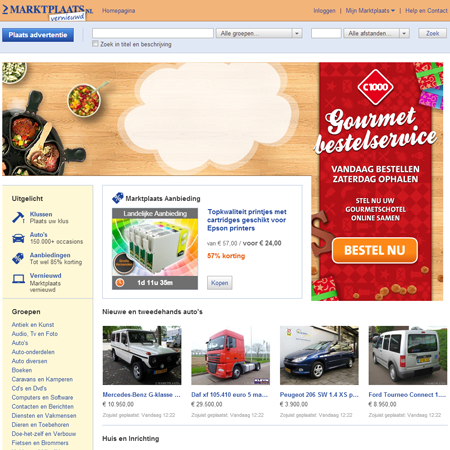 MARKTPLAATS.NL
vernieuwd
Homepagina
Inloggen | Mijn Marktplaats | Help en Contact
Plaats advertentie
Alle groepen...
Alle afstanden...
Zoek
Zoek in titel en beschrijving
C1000
Gourmet
bestelservice
VANDAAG BESTELLEN
ZATERDAG OPHALEN
STEL NU UW
GOURMETSCHOTEL
ONLINE SAMEN
BESTEL NU
Uitgelicht
Klussen
Plaats uw klus
Auto's
150.000+ occasions
Aanbiedingen
Tot wel 85% korting
Vernieuwd
Marktplaats
vernieuwd
Marktplaats Aanbieding
Landelijke Aanbieding
1d 11u 35m
Topkwaliteit printjes met
cartridges geschikt voor
Epson printers
van € 57,00 / voor € 24,00
57% korting
Kopen
Groepen
Antiek en Kunst
Audio, Tv en Foto
Auto's
Auto-onderdelen
Auto diversen
Boeken
Caravans en Kamperen
Cd's en Dvd's
Computers en Software
Contacten en Berichten
Diensten en Vakmensen
Dieren en Toebehoren
Doe-het-zelf en Verbouw
Fietsen en Brommers
Nieuwe en tweedehands auto's
Mercedes-Benz G-klasse ...
€ 10.950,00
Zojuist geplaatst: Vandaag 12:22
Daf xf 105.410 euro 5 ma...
€ 29.500,00
Zojuist geplaatst: Vandaag 12:22
Peugeot 206 SW 1.4 XS p...
€ 3.900,00
Zojuist geplaatst: Vandaag 12:22
Ford Tourneo Connect 1....
€ 8.950,00
Zojuist geplaatst: Vandaag 12:22
Huis en Inrichting